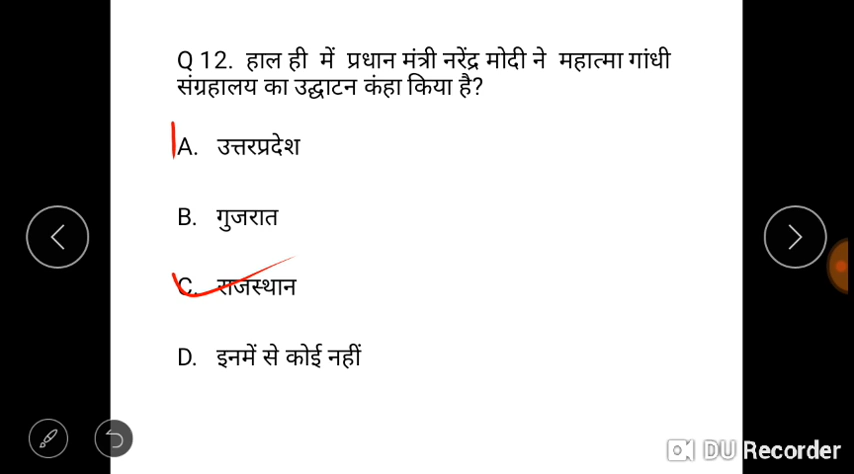 Q 12. हाल ही में प्रधान मंत्री नरेंद्र मोदी ने महात्मा गांधी
संग्रहालय का उद्घाटन कंहा किया है?
A. उत्तरप्रदेश
B. गुजरात
C. राजस्थान
D. इनमें से कोई नहीं
DU Recorder